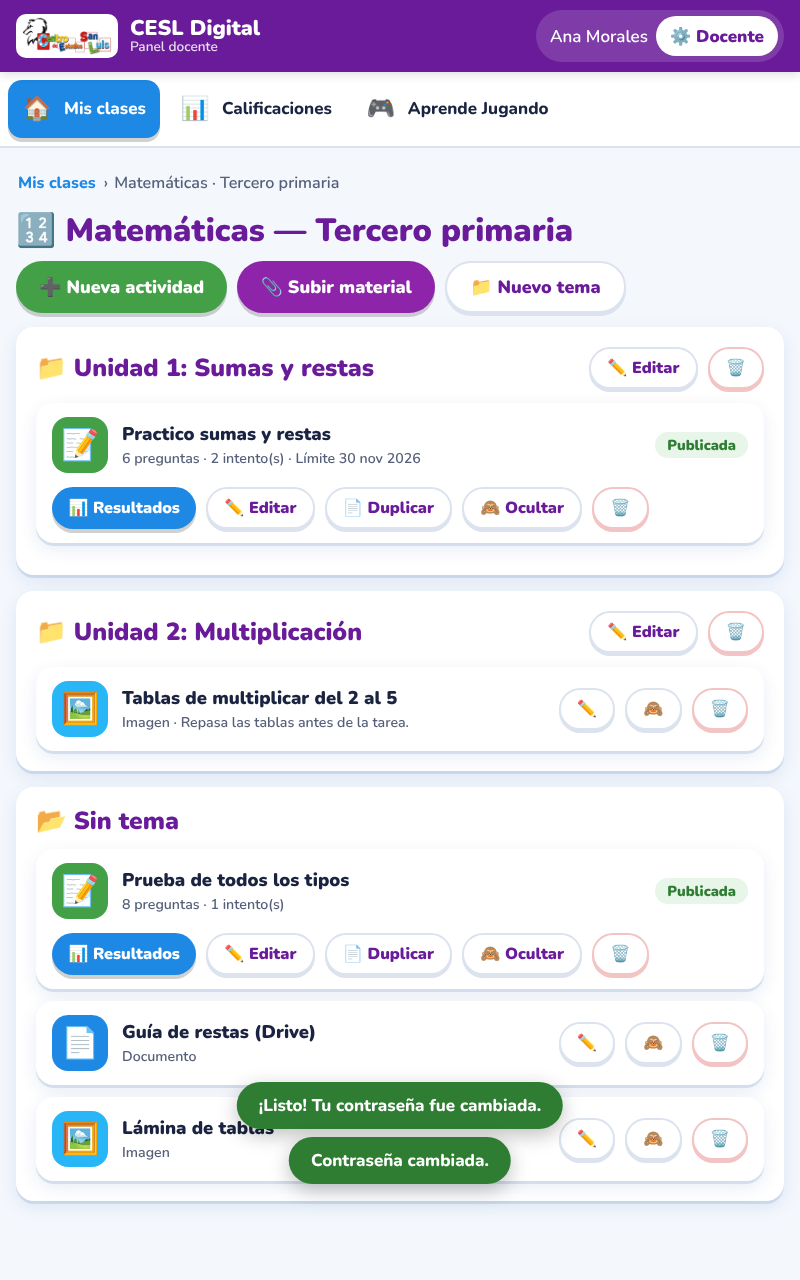 Centro de Estudios San Luis
CESL Digital
Panel docente
Ana Morales
Docente
Mis clases
Calificaciones
Aprende Jugando
Mis clases › Matemáticas · Tercero primaria
Matemáticas — Tercero primaria
Nueva actividad
Subir material
Nuevo tema
Unidad 1: Sumas y restas
Editar
Practico sumas y restas
6 preguntas · 2 intento(s) · Límite 30 nov 2026
Publicada
Resultados
Editar
Duplicar
Ocultar
Unidad 2: Multiplicación
Editar
Tablas de multiplicar del 2 al 5
Imagen · Repasa las tablas antes de la tarea.
Sin tema
Prueba de todos los tipos
8 preguntas · 1 intento(s)
Publicada
Resultados
Editar
Duplicar
Ocultar
Guía de restas (Drive)
Documento
¡Listo! Tu contraseña fue cambiada.
Lámina de tablas
Imagen
Contraseña cambiada.